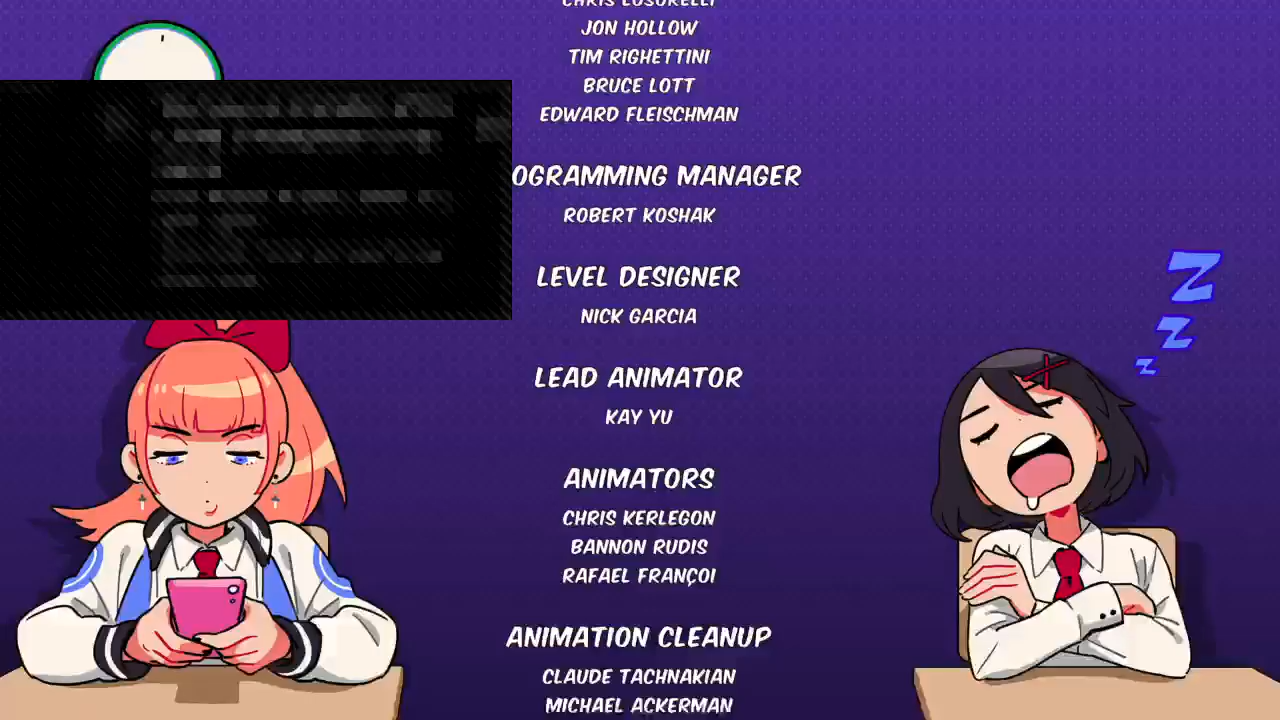 JON HOLLOW
TIM RIGHETTINI
BRUCE LOTT
EDWARD FLEISCHMAN
OGRAMMING MANAGER
ROBERT KOSHAK
LEVEL DESIGNER
NICK GARCIA
LEAD ANIMATOR
KAY YU
ANIMATORS
CHRIS KERLEGON
BANNON RUDIS
RAFAEL FRANÇOI
ANIMATION CLEANUP
CLAUDE TACHNAKIAN
MICHAEL ACKERMAN
Z
Z
Z